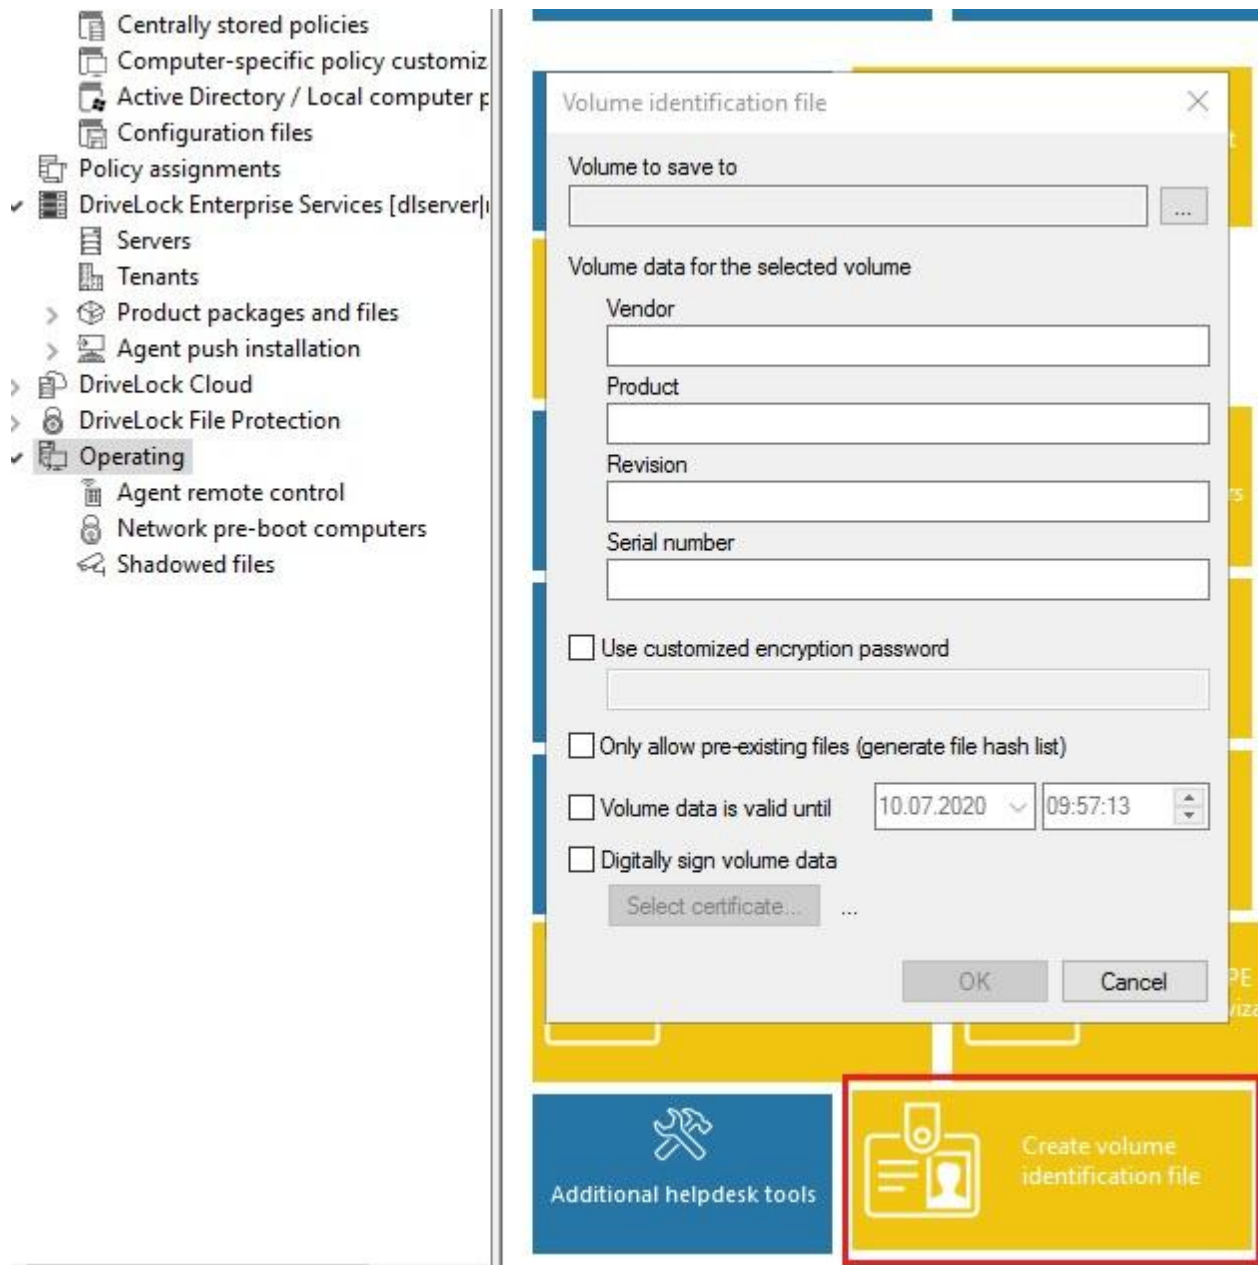 Centrally stored policies
Computer-specific policy customiz
Active Directory / Local computer p
Configuration files
Policy assignments
DriveLock Enterprise Services [dlserver|
Servers
Tenants
Product packages and files
Agent push installation
DriveLock Cloud
DriveLock File Protection
Operating
Agent remote control
Network pre-boot computers
Shadowed files
Volume identification file
Volume to save to
...
Volume data for the selected volume
Vendor
Product
Revision
Serial number
Use customized encryption password
Only allow pre-existing files (generate file hash list)
Volume data is valid until
10.07.2020
09:57:13
Digitally sign volume data
Select certificate...
...
OK
Cancel
PE
Additional helpdesk tools
Create volume
identification file